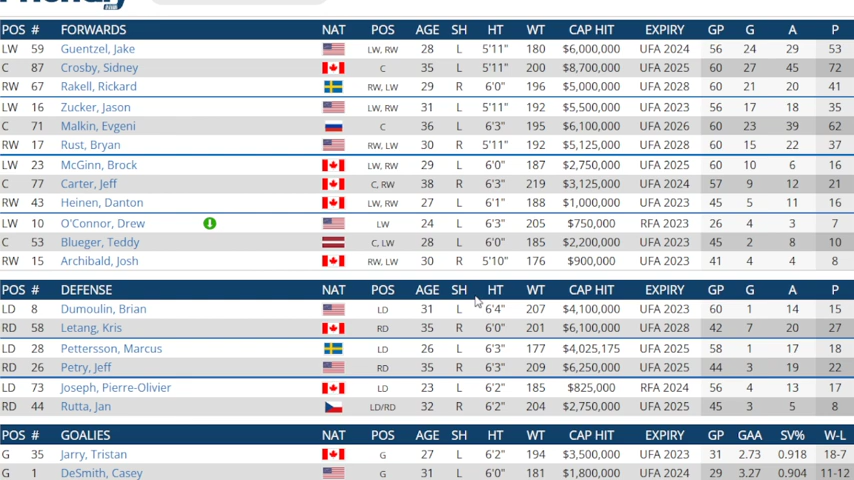 POS # FORWARDS NAT POS AGE SH HT WT CAP HIT EXPIRY GP G A P
LW 59 Guentzel, Jake LW, RW 28 L 5'11" 180 $6,000,000 UFA 2024 56 24 29 53
C 87 Crosby, Sidney C 35 L 5'11" 200 $8,700,000 UFA 2025 60 27 45 72
RW 67 Rakell, Rickard RW, LW 29 R 6'0" 196 $5,000,000 UFA 2028 60 21 20 41
LW 16 Zucker, Jason LW, RW 31 L 5'11" 192 $5,500,000 UFA 2023 56 17 18 35
C 71 Malkin, Evgeni C 36 L 6'3" 195 $6,100,000 UFA 2026 60 23 39 62
RW 17 Rust, Bryan RW, LW 30 R 5'11" 192 $5,125,000 UFA 2028 60 15 22 37
LW 23 McGinn, Brock LW, RW 29 L 6'0" 187 $2,750,000 UFA 2025 60 10 6 16
C 77 Carter, Jeff C, RW 38 R 6'3" 219 $3,125,000 UFA 2024 57 9 12 21
RW 43 Heinen, Danton LW, RW 27 L 6'1" 188 $1,000,000 UFA 2023 45 5 11 16
LW 10 O'Connor, Drew LW 24 L 6'3" 205 $750,000 RFA 2023 26 4 3 7
C 53 Blueger, Teddy C, LW 28 L 6'0" 185 $2,200,000 UFA 2023 45 2 8 10
RW 15 Archibald, Josh RW, LW 30 R 5'10" 176 $900,000 UFA 2023 41 4 4 8
POS # DEFENSE NAT POS AGE SH HT WT CAP HIT EXPIRY GP G A P
LD 8 Dumoulin, Brian LD 31 L 6'4" 207 $4,100,000 UFA 2023 60 1 14 15
RD 58 Letang, Kris RD 35 R 6'0" 201 $6,100,000 UFA 2028 42 7 20 27
LD 28 Pettersson, Marcus LD 26 L 6'3" 177 $4,025,175 UFA 2025 58 1 17 18
RD 26 Petry, Jeff RD 35 R 6'3" 209 $6,250,000 UFA 2025 44 3 19 22
LD 73 Joseph, Pierre-Olivier LD 23 L 6'2" 185 $825,000 RFA 2024 56 4 13 17
RD 44 Rutta, Jan LD/RD 32 R 6'2" 204 $2,750,000 UFA 2025 45 3 5 8
POS # GOALIES NAT POS AGE SH HT WT CAP HIT EXPIRY GP GAA SV% W-L
G 35 Jarry, Tristan G 27 L 6'2" 194 $3,500,000 UFA 2023 31 2.73 0.918 18-7
G 1 DeSmith, Casey G 31 L 6'0" 181 $1,800,000 UFA 2024 29 3.27 0.904 11-12